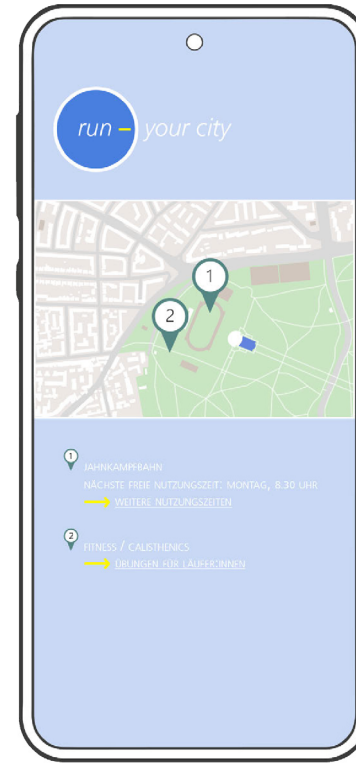 run – your city
1
2
1
JAHNKAMPFBAHN
NÄCHSTE FREIE NUTZUNGSZEIT: MONTAG, 8.30 UHR
WEITERE NUTZUNGSZEITEN
2
FITNESS / CALISTHENICS
ÜBUNGEN FÜR LÄUFER:INNEN